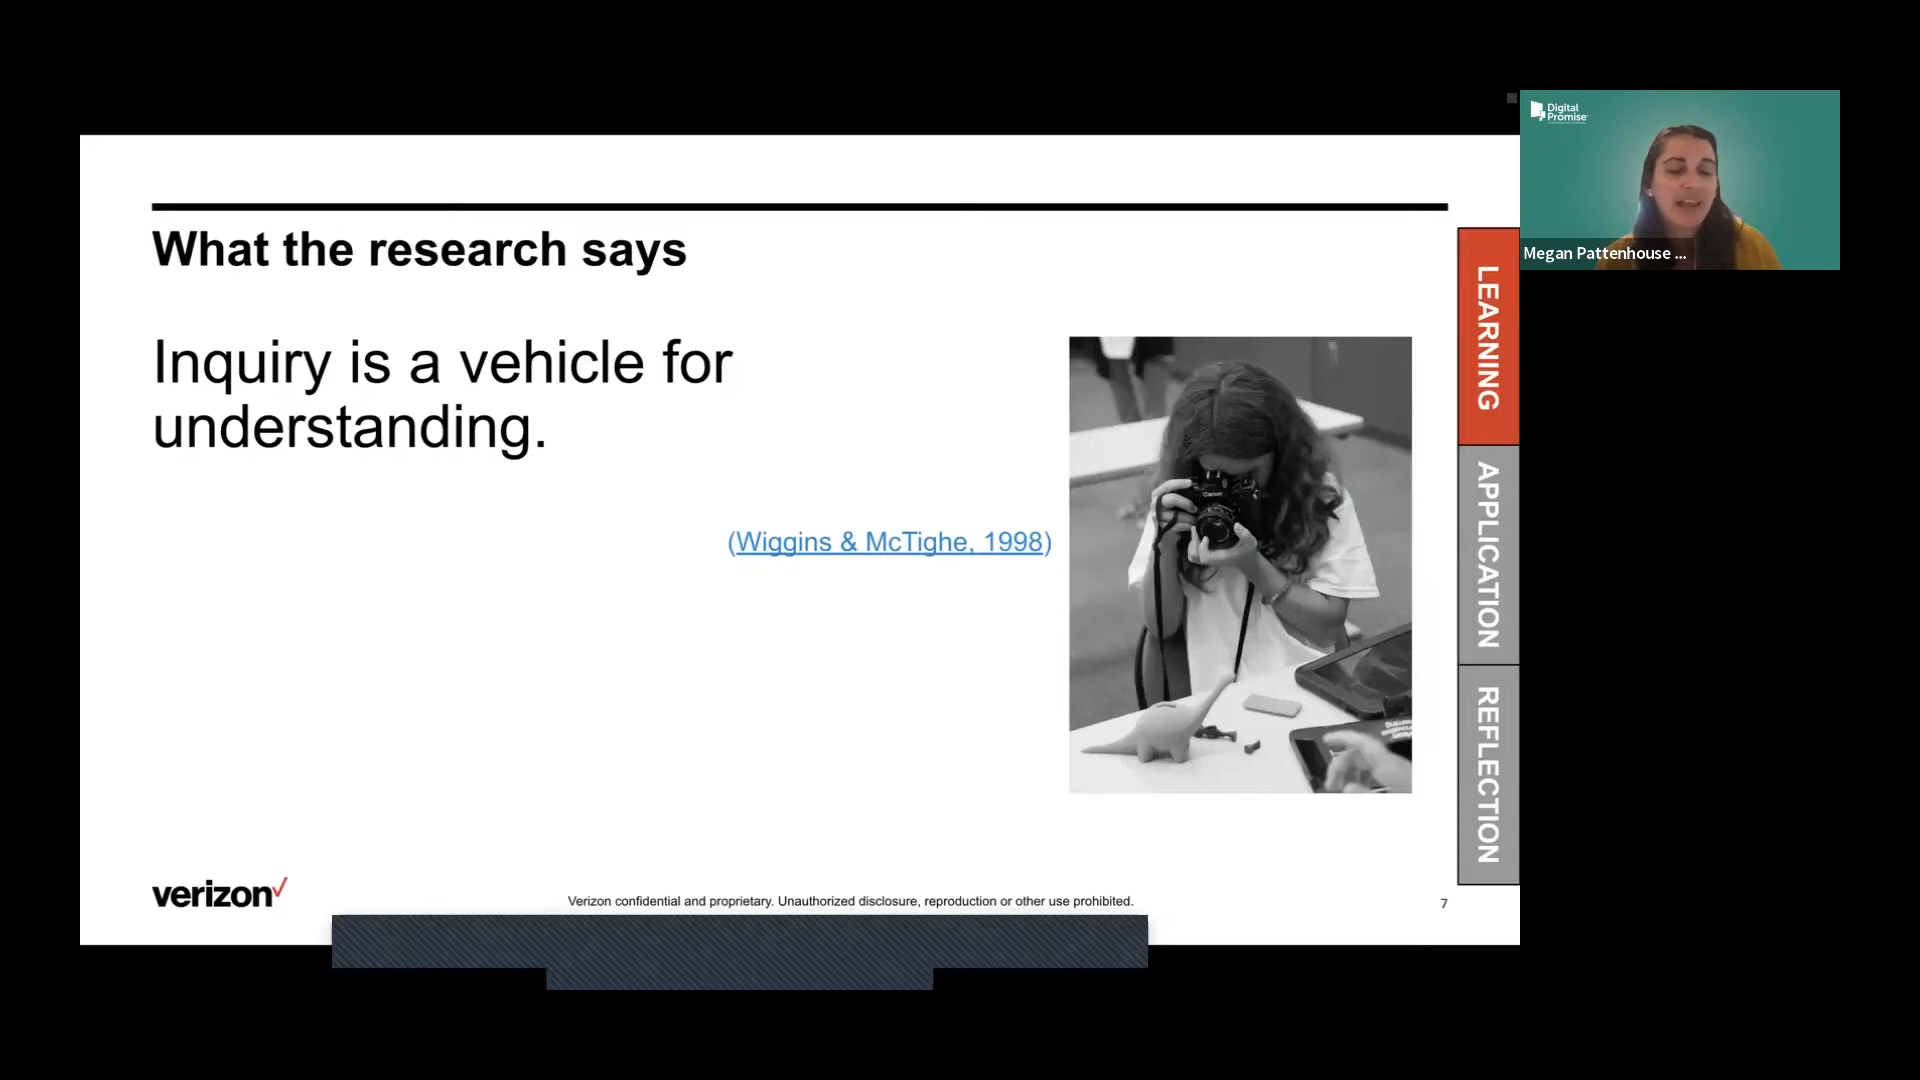 Digital
Promise
Megan Pattenhouse ...
What the research says
Inquiry is a vehicle for
understanding.
(Wiggins & McTighe, 1998)
Canon
LEARNING
APPLICATION
REFLECTION
verizon
Verizon confidential and proprietary. Unauthorized disclosure, reproduction or other use prohibited.
7